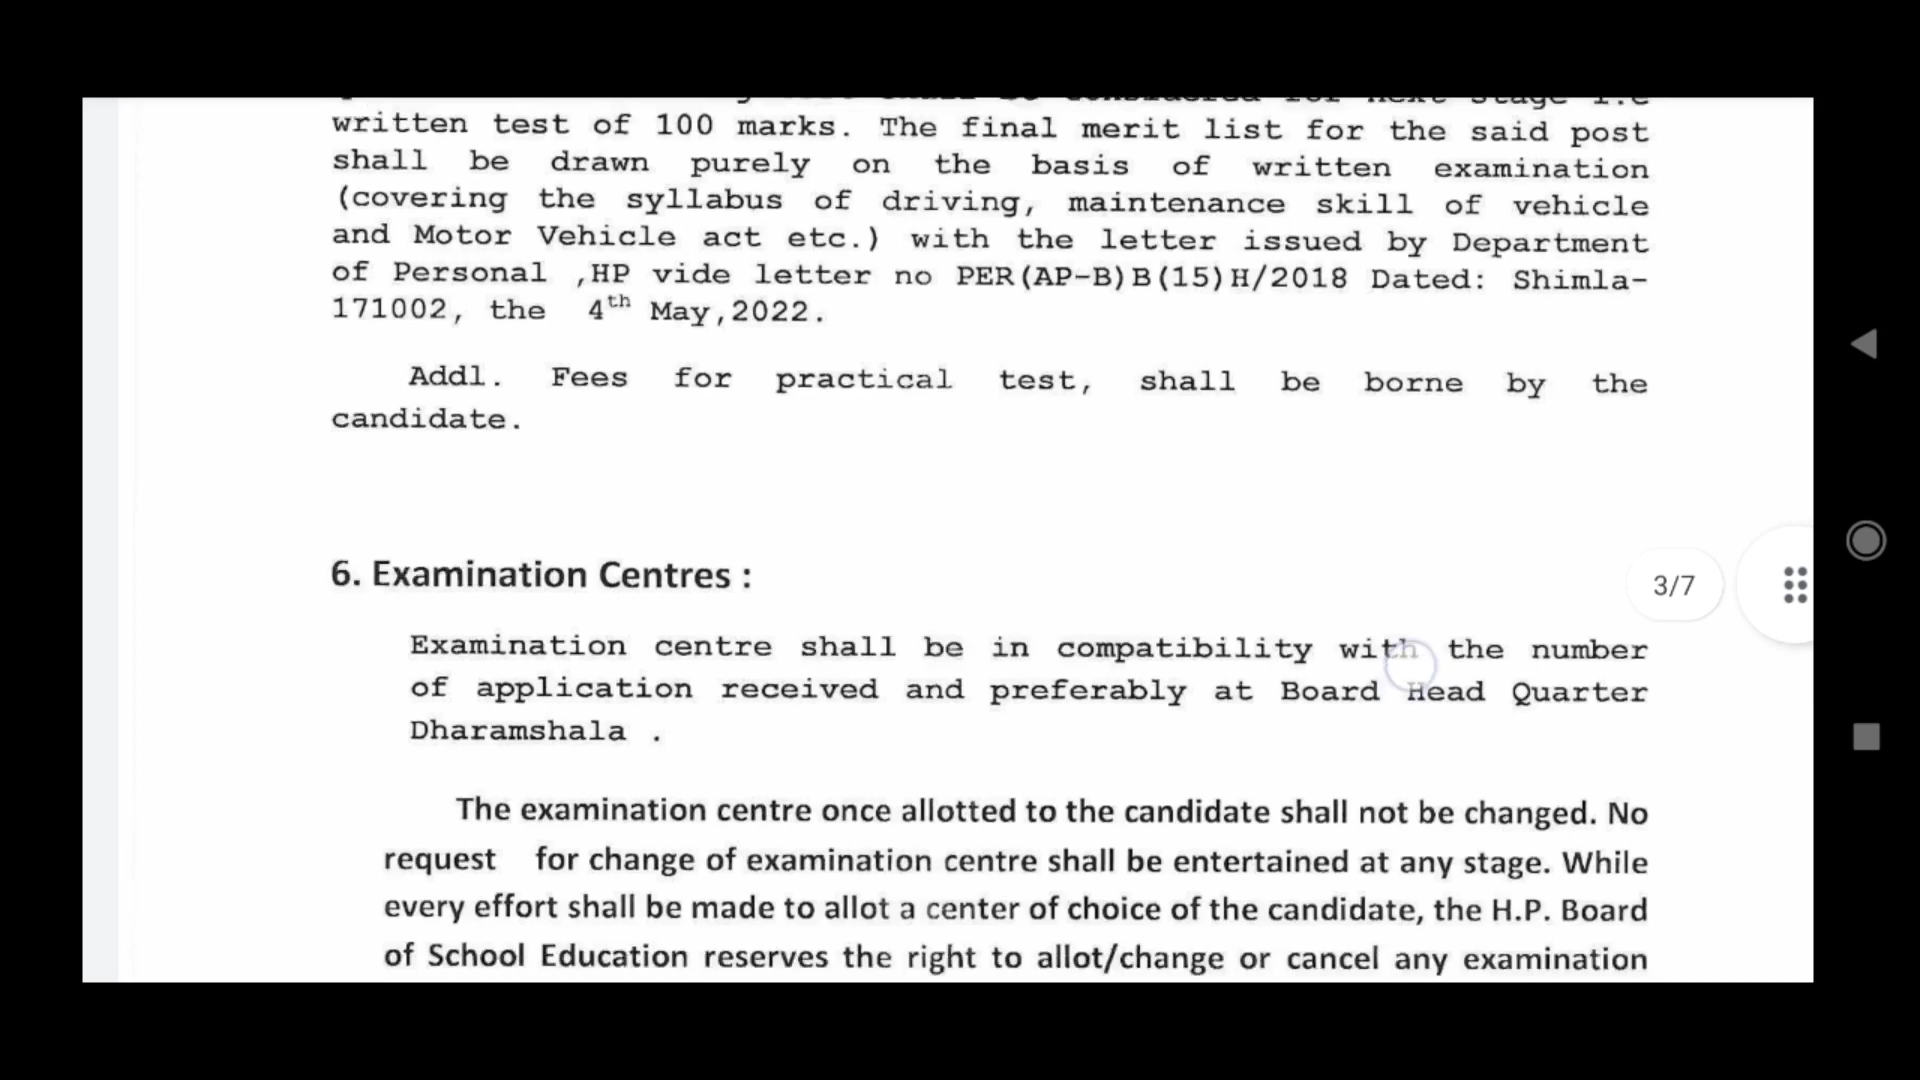 shall be considered for next stage i.e
written test of 100 marks. The final merit list for the said post
shall be drawn purely on the basis of written examination
(covering the syllabus of driving, maintenance skill of vehicle
and Motor Vehicle act etc.) with the letter issued by Department
of Personal ,HP vide letter no PER(AP-B)B(15)H/2018 Dated: Shimla-
171002, the 4th May,2022.
Addl. Fees for practical test, shall be borne by the
candidate.
6. Examination Centres :
3/7
Examination centre shall be in compatibility with the number
of application received and preferably at Board Head Quarter
Dharamshala .
The examination centre once allotted to the candidate shall not be changed. No
request for change of examination centre shall be entertained at any stage. While
every effort shall be made to allot a center of choice of the candidate, the H.P. Board
of School Education reserves the right to allot/change or cancel any examination